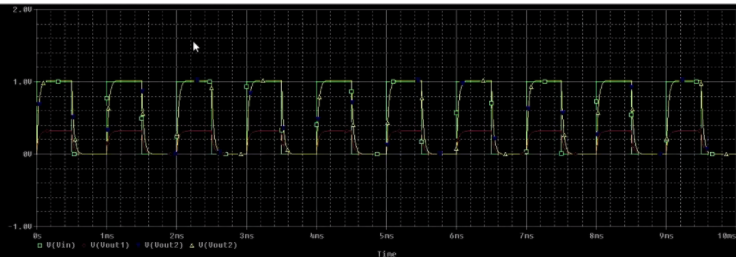 2.0V
1.0V
0V
-1.0V
0s 1ms 2ms 3ms 4ms 5ms 6ms 7ms 8ms 9ms 10ms
V(Vin) V(Vout1) V(Vout2) V(Vout2)
Time